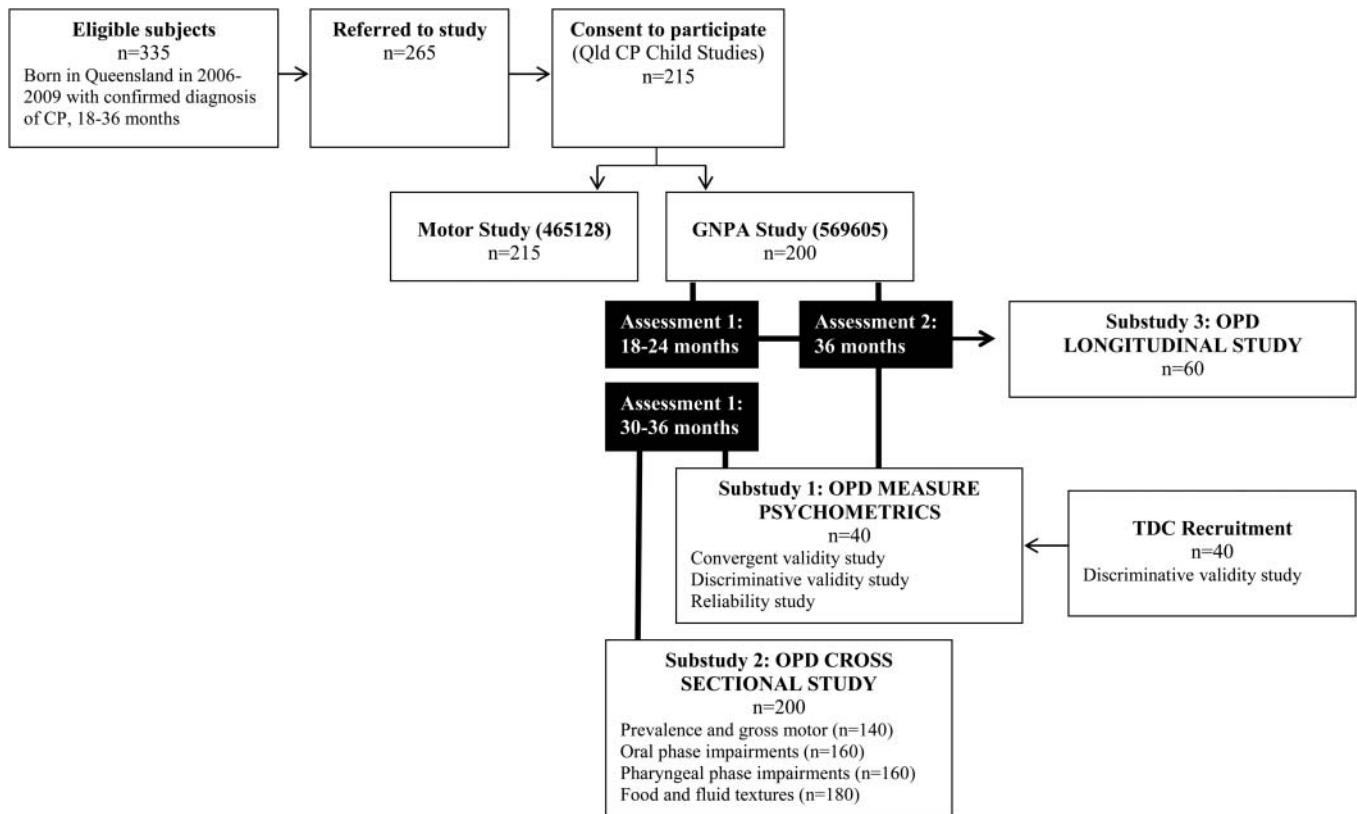 Eligible subjects
n=335
Born in Queensland in 2006-
2009 with confirmed diagnosis
of CP, 18-36 months
Referred to study
n=265
Consent to participate
(Qld CP Child Studies)
n=215
Motor Study (465128)
n=215
GNPA Study (569605)
n=200
Assessment 1:
18-24 months
Assessment 2:
36 months
Substudy 3: OPD
LONGITUDINAL STUDY
n=60
Assessment 1:
30-36 months
Substudy 1: OPD MEASURE
PSYCHOMETRICS
n=40
Convergent validity study
Discriminative validity study
Reliability study
TDC Recruitment
n=40
Discriminative validity study
Substudy 2: OPD CROSS
SECTIONAL STUDY
n=200
Prevalence and gross motor (n=140)
Oral phase impairments (n=160)
Pharyngeal phase impairments (n=160)
Food and fluid textures (n=180)